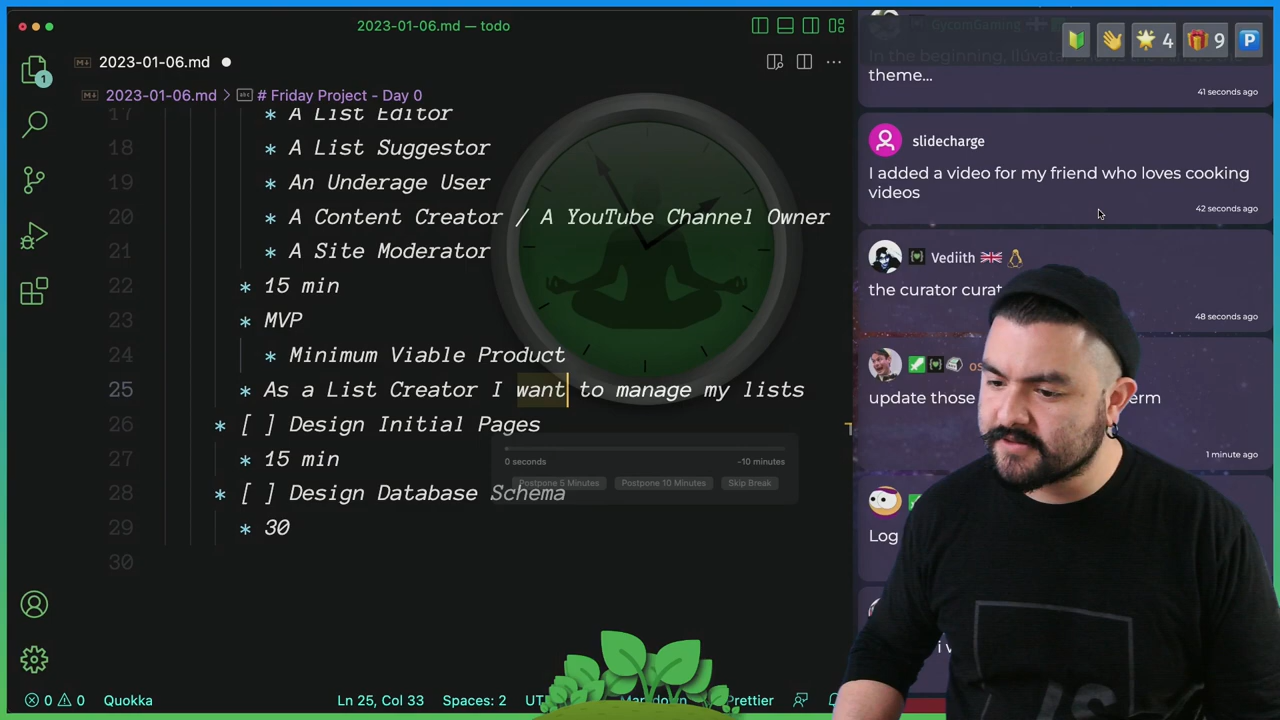 2023-01-06.md — todo
2023-01-06.md
2023-01-06.md > # Friday Project - Day 0
17 * A List Editor
18 * A List Suggestor
19 * An Underage User
20 * A Content Creator / A YouTube Channel Owner
21 * A Site Moderator
22 * 15 min
23 * MVP
24 * Minimum Viable Product
25 * As a List Creator I want to manage my lists
26 * [ ] Design Initial Pages
27 * 15 min
28 * [ ] Design Database Schema
29 * 30
30
0 seconds
~10 minutes
Postpone 5 Minutes
Postpone 10 Minutes
Skip Break
1
0 0 Quokka
Ln 25, Col 33
Spaces: 2
Prettier
4
9
P
GycomGaming
In the beginning,
theme...
41 seconds ago
slidecharge
I added a video for my friend who loves cooking
videos
42 seconds ago
Vediith
the curator
48 seconds ago
update those
1 minute ago
Log